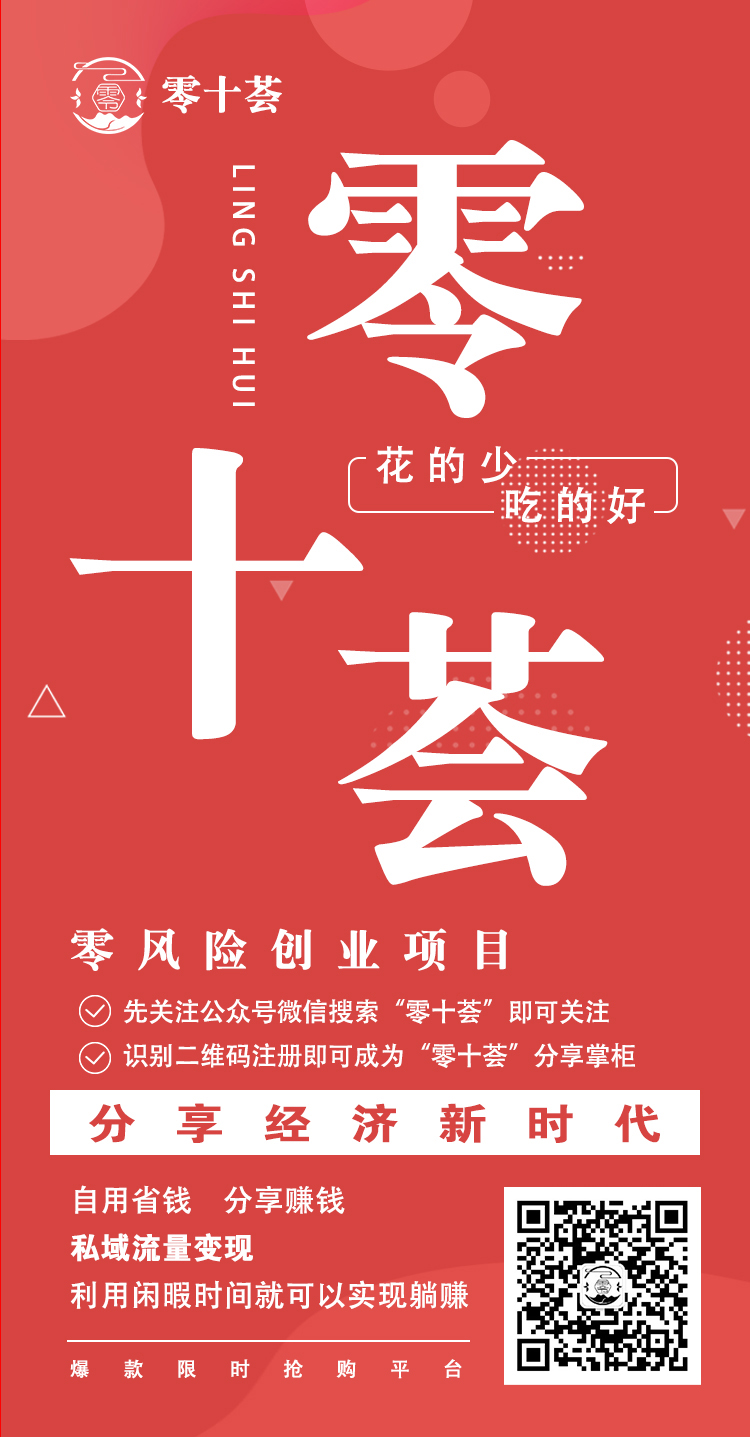 零十荟
零
LING SHI HUI
十
荟
花的少
吃的好
零风险创业项目
先关注公众号微信搜索“零十荟”即可关注
识别二维码注册即可成为“零十荟”分享掌柜
分享经济新时代
自用省钱 分享赚钱
私域流量变现
利用闲暇时间就可以实现躺赚
爆款限时抢购平台